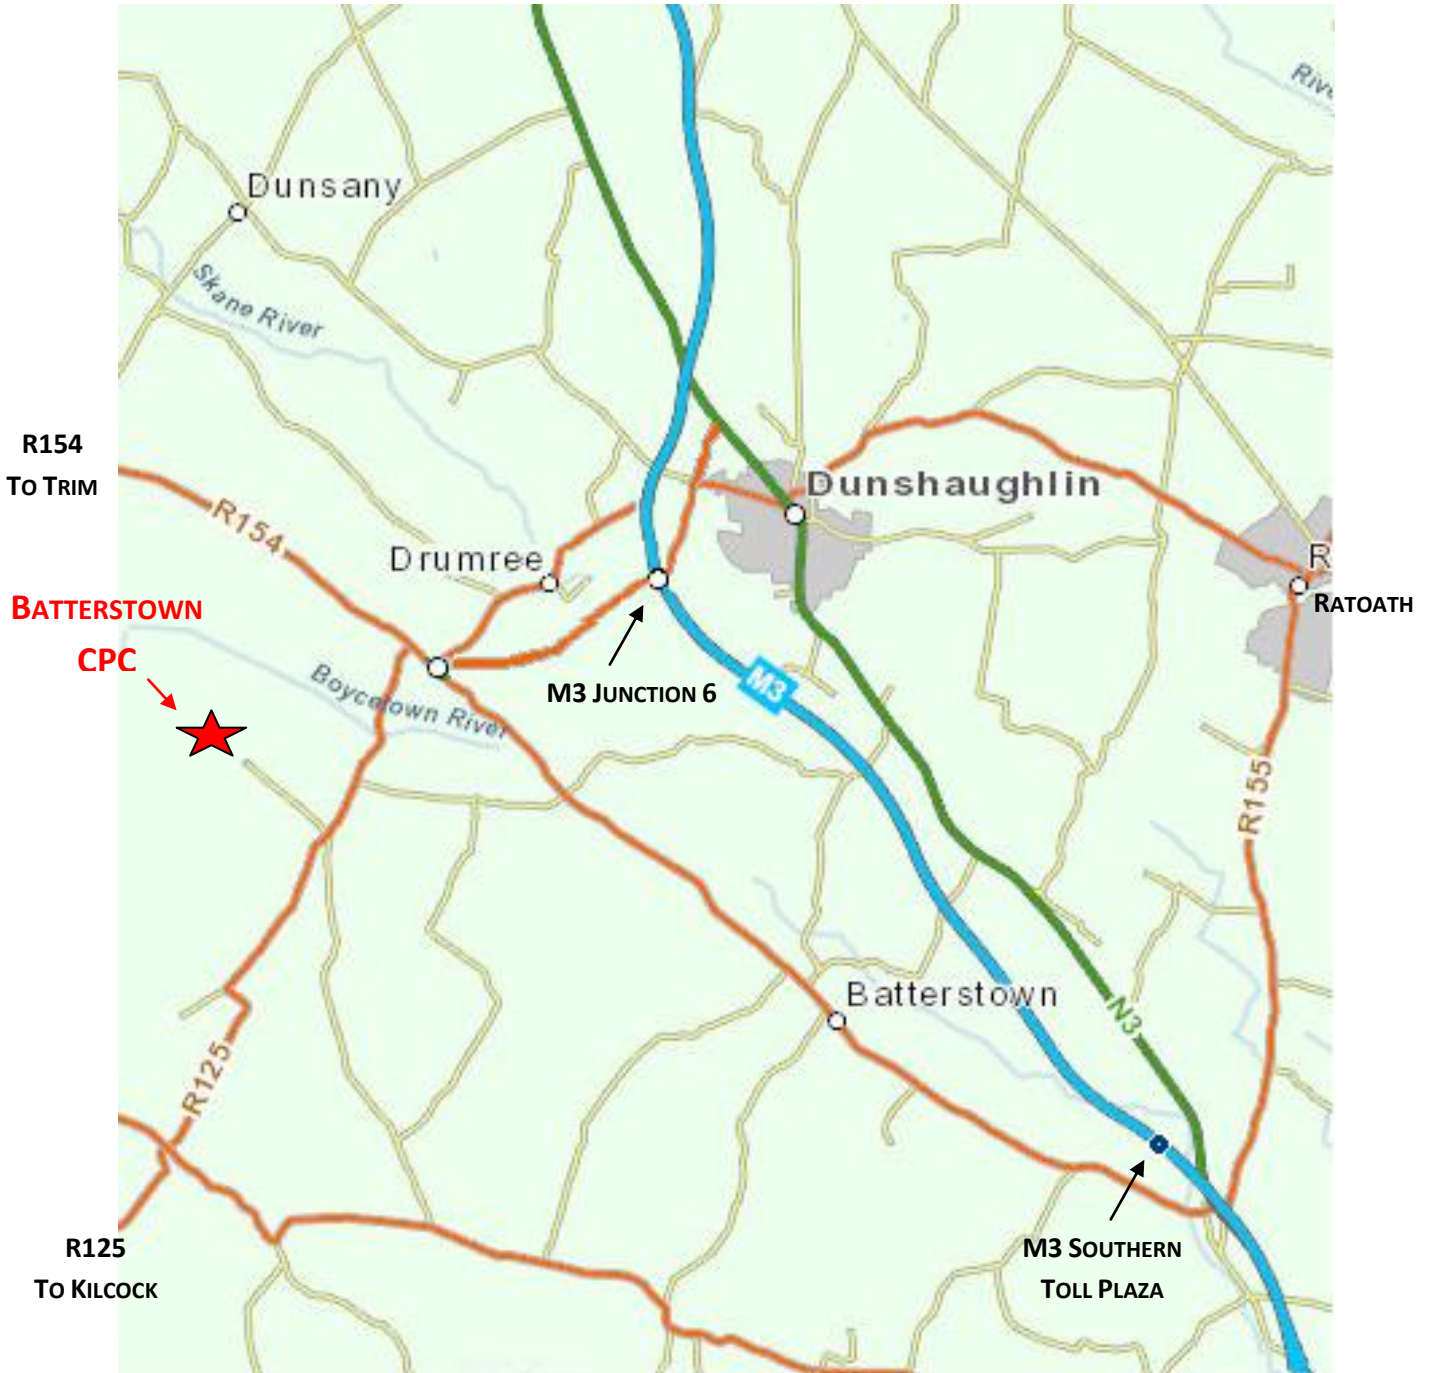 Rive
Dunsany
Skane River
R154
TO TRIM
R154
Dunshaughlin
Drumree
R
RATOATH
BATTERSTOWN
CPC
Boycetown River
M3 JUNCTION 6
M3
R155
Batterstown
N3
R125
R125
TO KILCOCK
M3 SOUTHERN
TOLL PLAZA